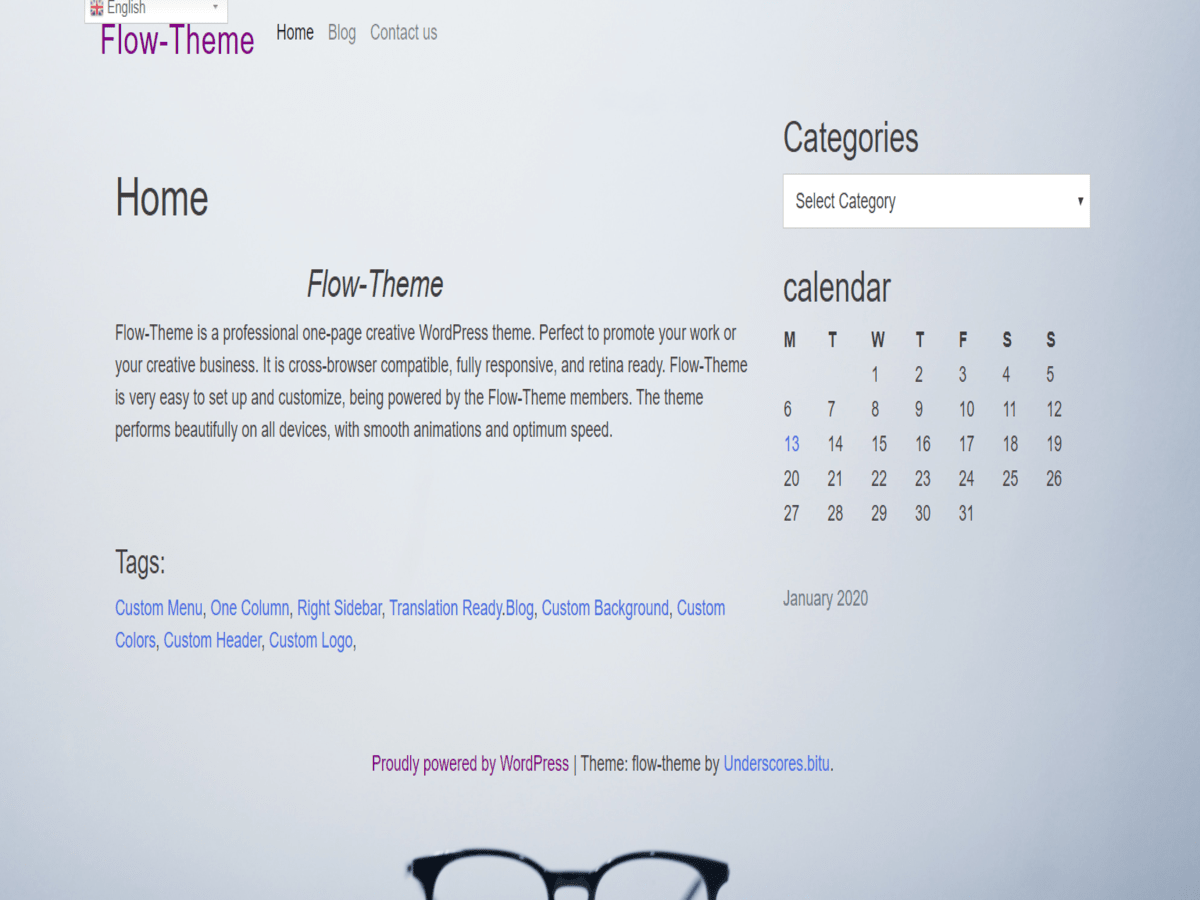 English
Flow-Theme Home Blog Contact us
Home
Flow-Theme
Flow-Theme is a professional one-page creative WordPress theme. Perfect to promote your work or
your creative business. It is cross-browser compatible, fully responsive, and retina ready. Flow-Theme
is very easy to set up and customize, being powered by the Flow-Theme members. The theme
performs beautifully on all devices, with smooth animations and optimum speed.
Tags:
Custom Menu, One Column, Right Sidebar, Translation Ready.Blog, Custom Background, Custom
Colors, Custom Header, Custom Logo,
Categories
Select Category
calendar
M T W T F S S
1 2 3 4 5
6 7 8 9 10 11 12
13 14 15 16 17 18 19
20 21 22 23 24 25 26
27 28 29 30 31
January 2020
Proudly powered by WordPress | Theme: flow-theme by Underscores.bitu.